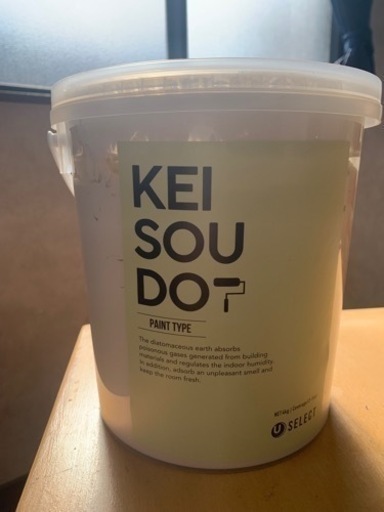 KEI
SOU
DO
PAINT TYPE
The diatomaceous earth absorbs
poisonous gases generated from building
materials and regulates the indoor humidity.
In addition, adsorb an unpleasant smell and
keep the room fresh.
U SELECT